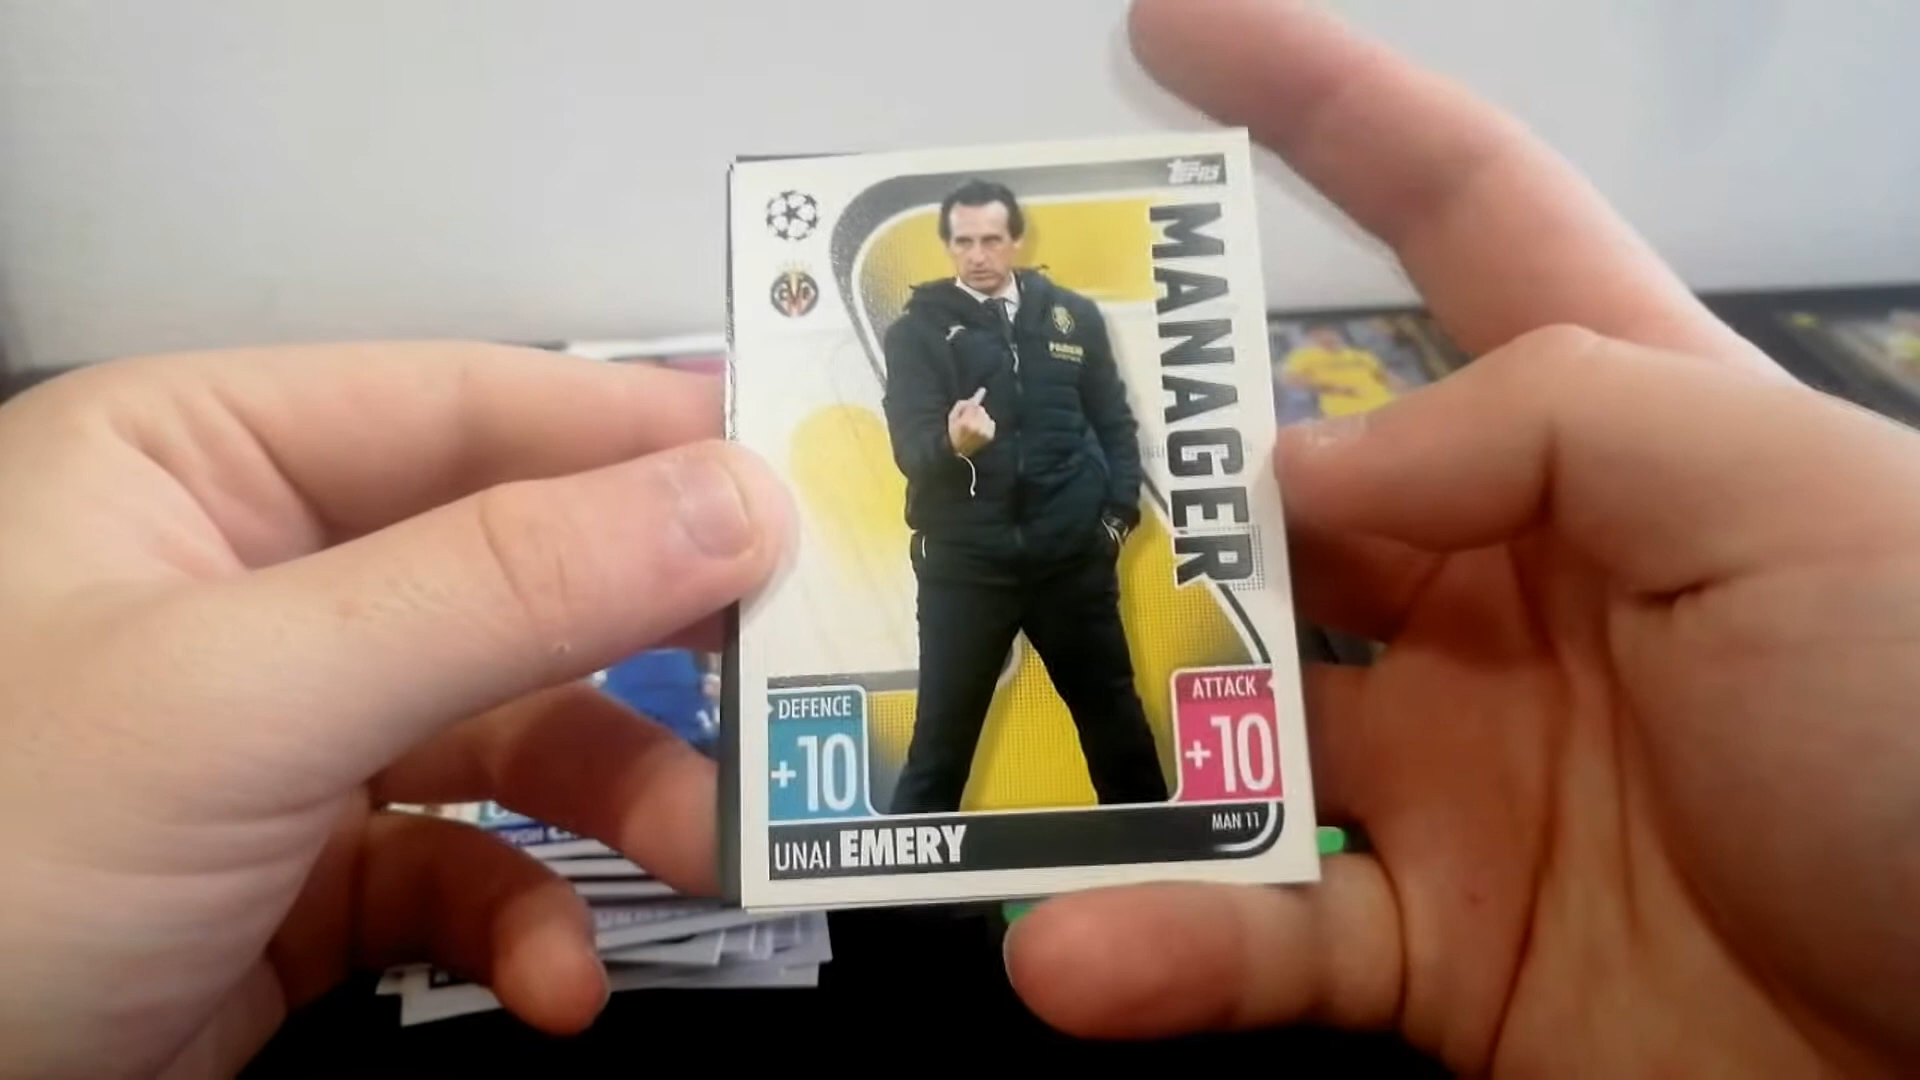 Topps
MANAGER
DEFENCE
+10
ATTACK
+10
UNAI EMERY
MAN 11